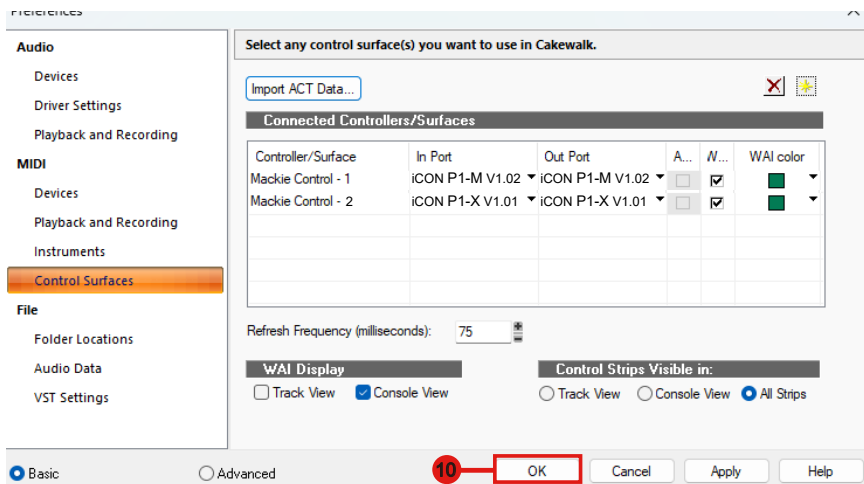 Preferences
Audio
Devices
Driver Settings
Playback and Recording
MIDI
Devices
Playback and Recording
Instruments
Control Surfaces
File
Folder Locations
Audio Data
VST Settings
Basic
Advanced
Select any control surface(s) you want to use in Cakewalk.
Import ACT Data...
Connected Controllers/Surfaces
Controller/Surface In Port Out Port A... W... WAI color
Mackie Control - 1 iCON P1-M V1.02 iCON P1-M V1.02
Mackie Control - 2 iCON P1-X V1.01 iCON P1-X V1.01
Refresh Frequency (milliseconds): 75
WAI Display
Track View Console View
Control Strips Visible in:
Track View Console View All Strips
10 OK Cancel Apply Help